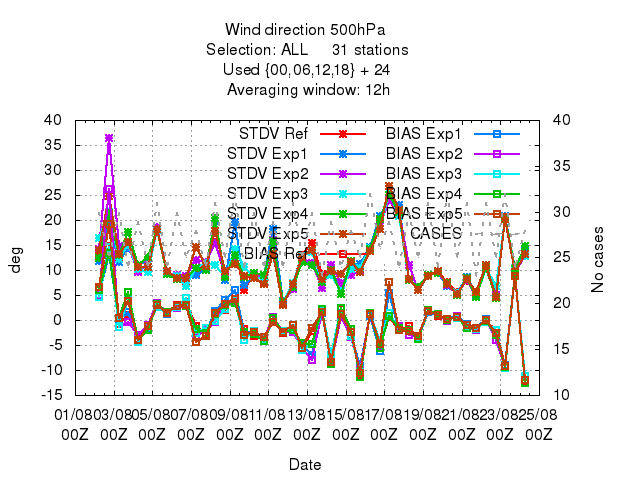 Wind direction 500hPa
Selection: ALL     31 stations
Used {00,06,12,18} + 24
Averaging window: 12h
40 40
35 35
30 30
25 25
20 20
15 15
10 10
5
0
-5
-10
-15
deg
No cases
STDV Ref
STDV Exp1
STDV Exp2
STDV Exp3
STDV Exp4
STDV Exp5
BIAS Ref
BIAS Exp1
BIAS Exp2
BIAS Exp3
BIAS Exp4
BIAS Exp5
CASES
01/08 03/08 05/08 07/08 09/08 11/08 13/08 15/08 17/08 19/08 21/08 23/08 25/08
00Z 00Z 00Z 00Z 00Z 00Z 00Z 00Z 00Z 00Z 00Z 00Z 00Z
Date